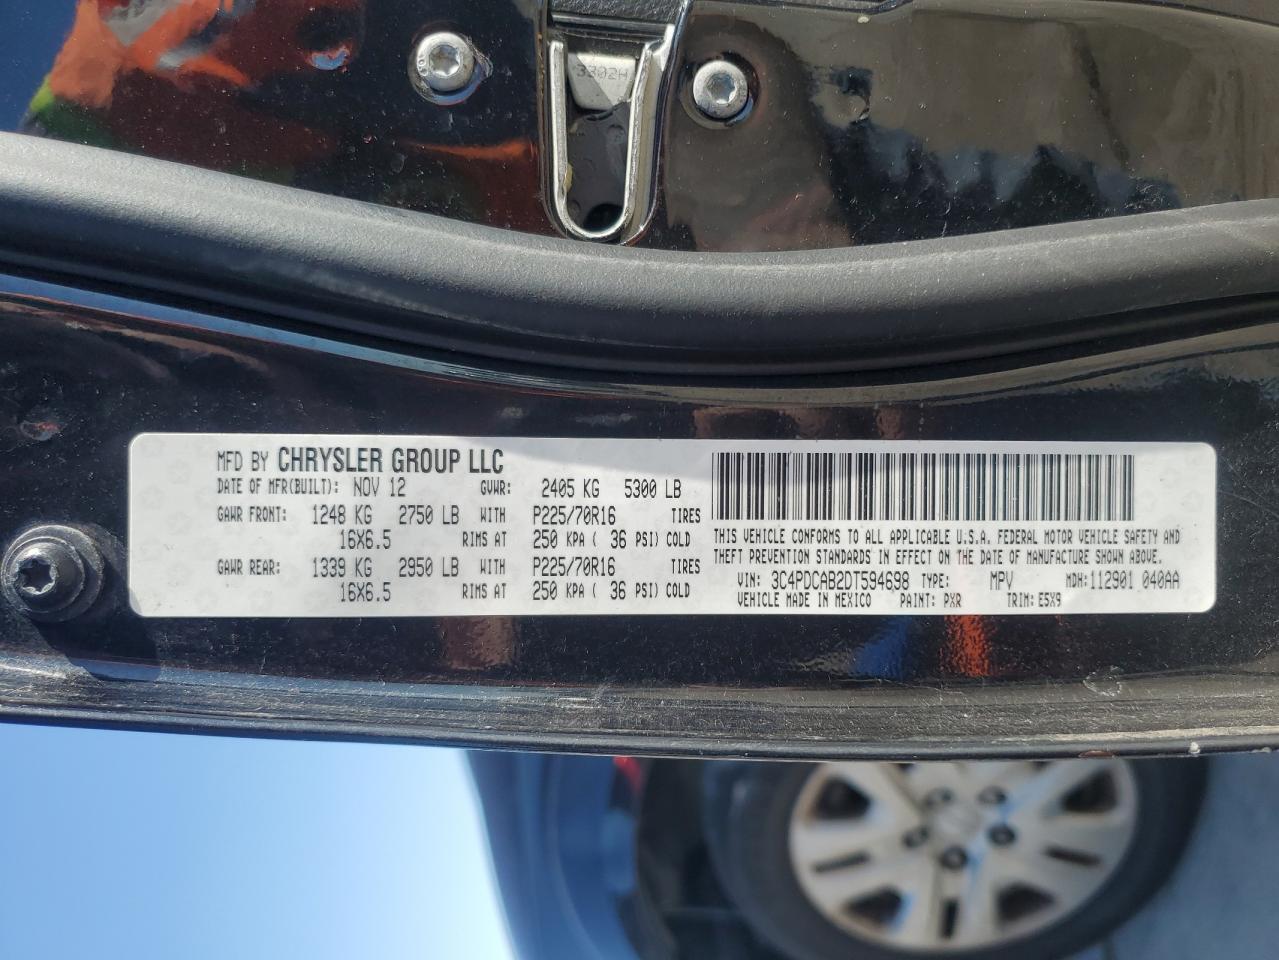 3302H
MFD BY CHRYSLER GROUP LLC
DATE OF MFR(BUILT): NOV 12 GVWR: 2405 KG 5300 LB
GAWR FRONT: 1248 KG 2750 LB WITH P225/70R16 TIRES
16X6.5 RIMS AT 250 KPA ( 36 PSI) COLD
GAWR REAR: 1339 KG 2950 LB WITH P225/70R16 TIRES
16X6.5 RIMS AT 250 KPA ( 36 PSI) COLD
THIS VEHICLE CONFORMS TO ALL APPLICABLE U.S.A. FEDERAL MOTOR VEHICLE SAFETY AND
THEFT PREVENTION STANDARDS IN EFFECT ON THE DATE OF MANUFACTURE SHOWN ABOVE.
VIN: 3C4PDCAB2DT594698 TYPE: MPV MDH: 112901 040AA
VEHICLE MADE IN MEXICO PAINT: PXR TRIM: E5X9